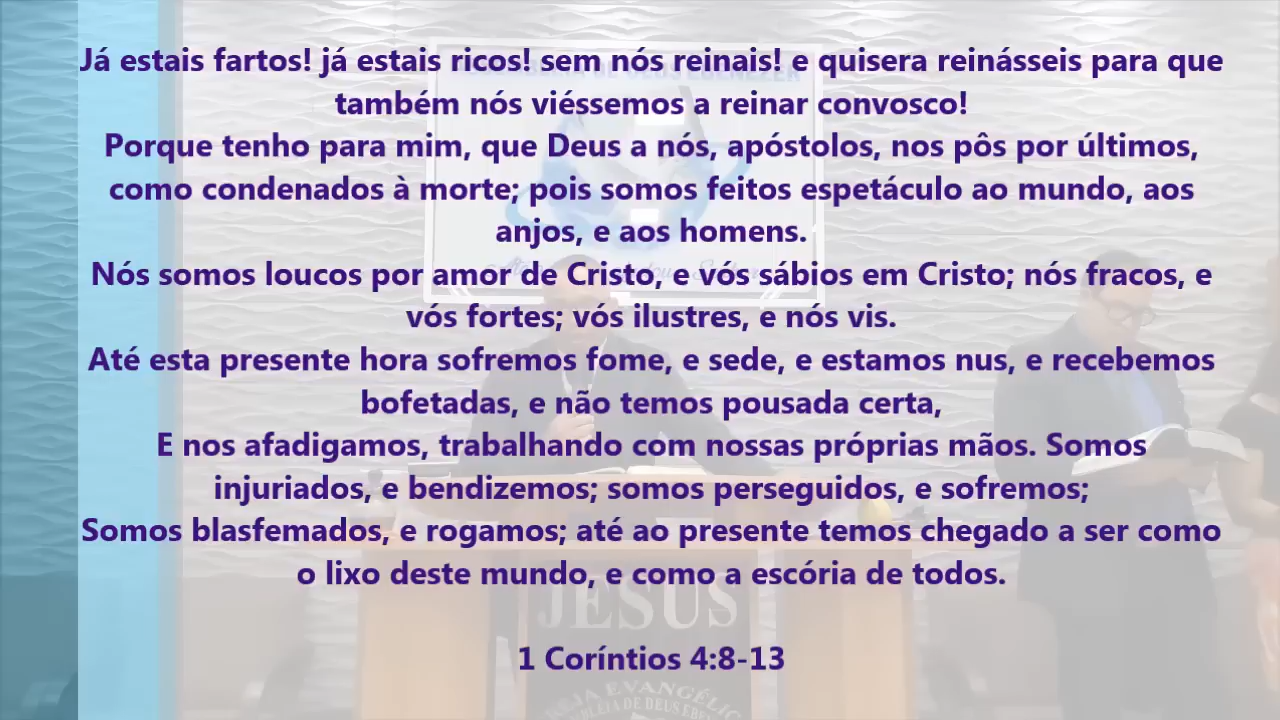 Já estais fartos! já estais ricos! sem nós reinais! e quisera reinásseis para que
também nós viéssemos a reinar convosco!
Porque tenho para mim, que Deus a nós, apóstolos, nos pôs por últimos,
como condenados à morte; pois somos feitos espetáculo ao mundo, aos
anjos, e aos homens.
Nós somos loucos por amor de Cristo, e vós sábios em Cristo; nós fracos, e
vós fortes; vós ilustres, e nós vis.
Até esta presente hora sofremos fome, e sede, e estamos nus, e recebemos
bofetadas, e não temos pousada certa,
E nos afadigamos, trabalhando com nossas próprias mãos. Somos
injuriados, e bendizemos; somos perseguidos, e sofremos;
Somos blasfemados, e rogamos; até ao presente temos chegado a ser como
o lixo deste mundo, e como a escória de todos.
JESUS
1 Coríntios 4:8-13